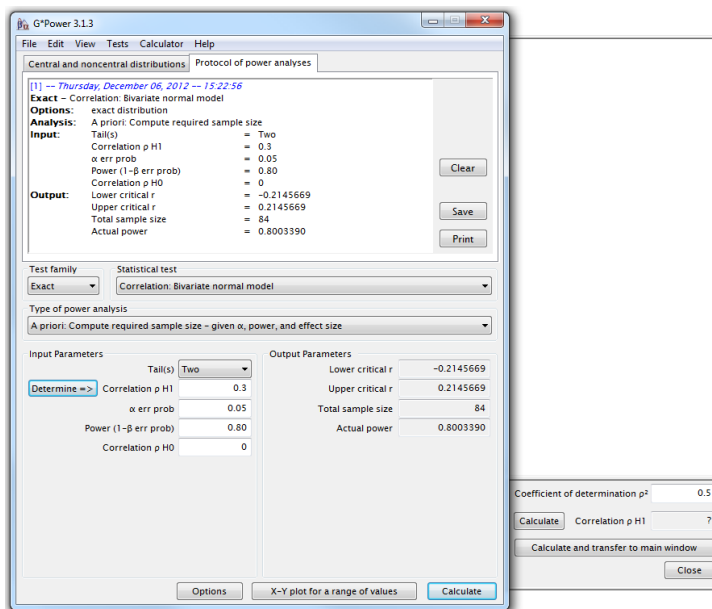 G*Power 3.1.3
File Edit View Tests Calculator Help
Central and noncentral distributions Protocol of power analyses
[1] -- Thursday, December 06, 2012 -- 15:22:56
Exact – Correlation: Bivariate normal model
Options: exact distribution
Analysis: A priori: Compute required sample size
Input: Tail(s) = Two
Correlation ρ H1 = 0.3
α err prob = 0.05
Power (1-β err prob) = 0.80
Correlation ρ H0 = 0
Output: Lower critical r = -0.2145669
Upper critical r = 0.2145669
Total sample size = 84
Actual power = 0.8003390
Clear
Save
Print
Test family Statistical test
Exact Correlation: Bivariate normal model
Type of power analysis
A priori: Compute required sample size – given α, power, and effect size
Input Parameters Output Parameters
Tail(s) Two Lower critical r -0.2145669
Determine => Correlation ρ H1 0.3 Upper critical r 0.2145669
α err prob 0.05 Total sample size 84
Power (1-β err prob) 0.80 Actual power 0.8003390
Correlation ρ H0 0
Coefficient of determination ρ² 0.5
Calculate Correlation ρ H1 ?
Calculate and transfer to main window
Close
Options X-Y plot for a range of values Calculate